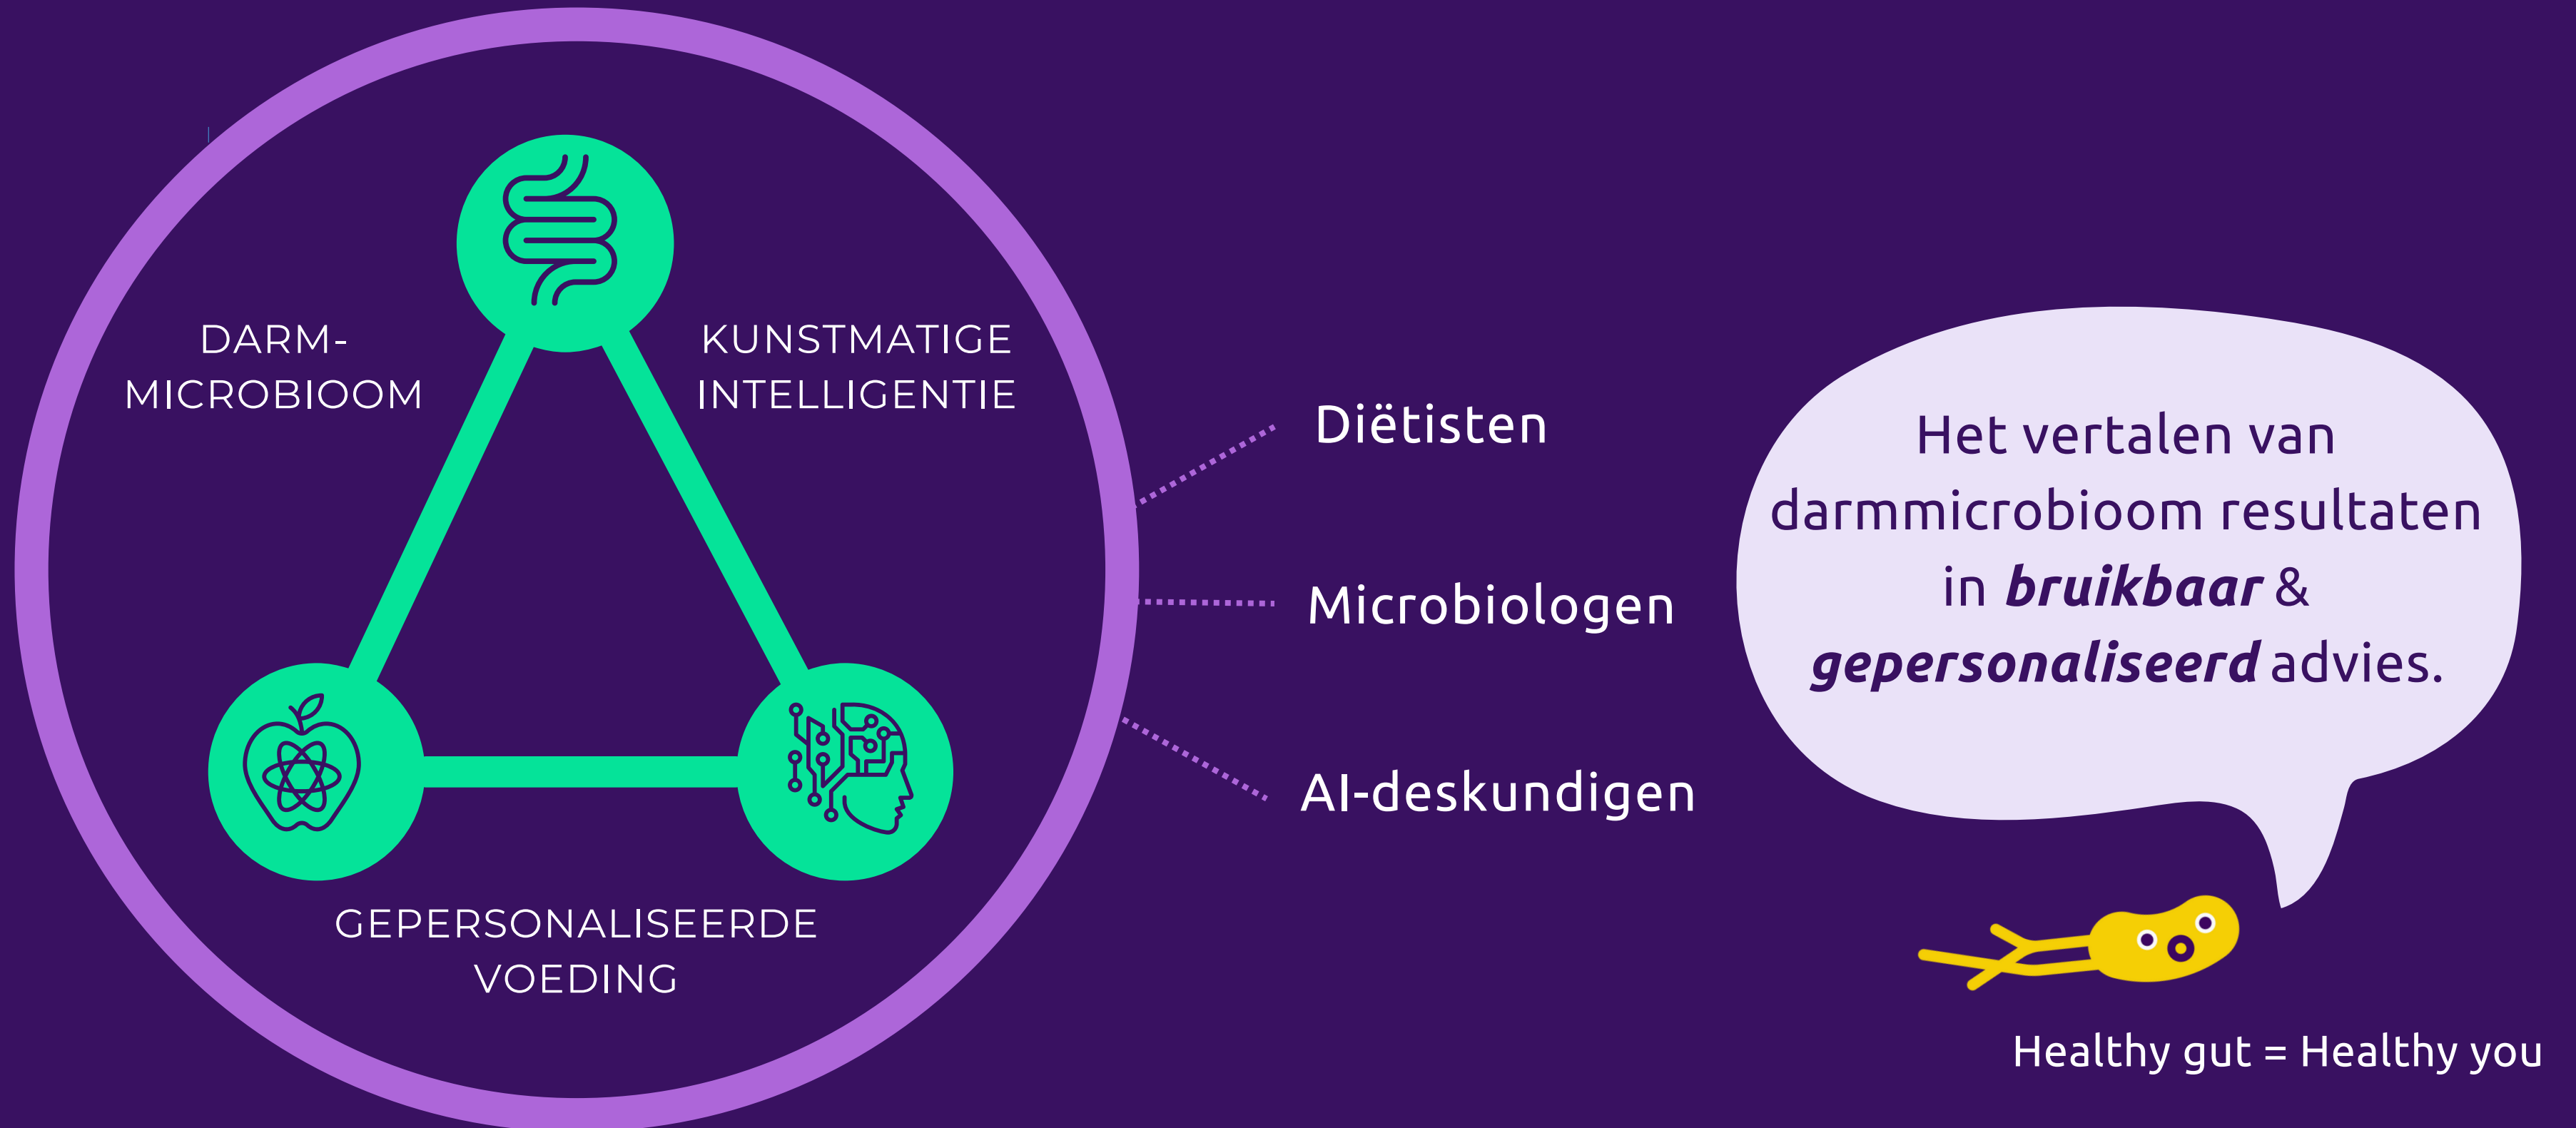 DARM-
MICROBIOOM
KUNSTMATIGE
INTELLIGENTIE
GEPERSONALISEERDE
VOEDING
Diëtisten
Microbiologen
AI-deskundigen
Het vertalen van
darmmicrobioom resultaten
in bruikbaar &
gepersonaliseerd advies.
Healthy gut = Healthy you